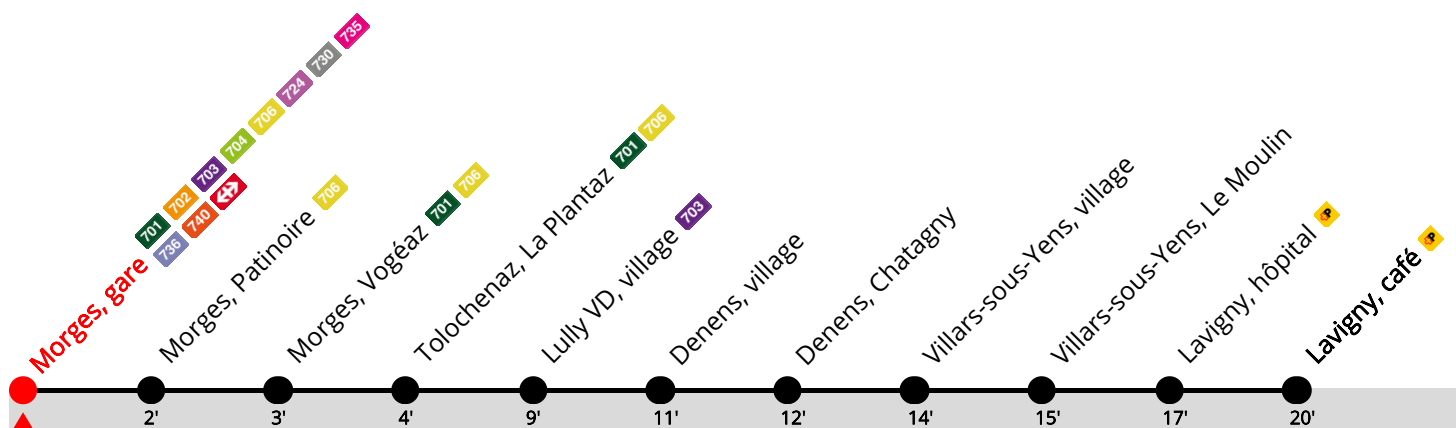 Morges, gare
701 702 703 704 706 724 730 735
736 740
Morges, Patinoire 706
Morges, Vogéaz 701 706
Tolochenaz, La Plantaz 701 706
Lully VD, village 703
Denens, village
Denens, Chatagny
Villars-sous-Yens, village
Villars-sous-Yens, Le Moulin
Lavigny, hôpital P
Lavigny, café P
2' 3' 4' 9' 11' 12' 14' 15' 17' 20'